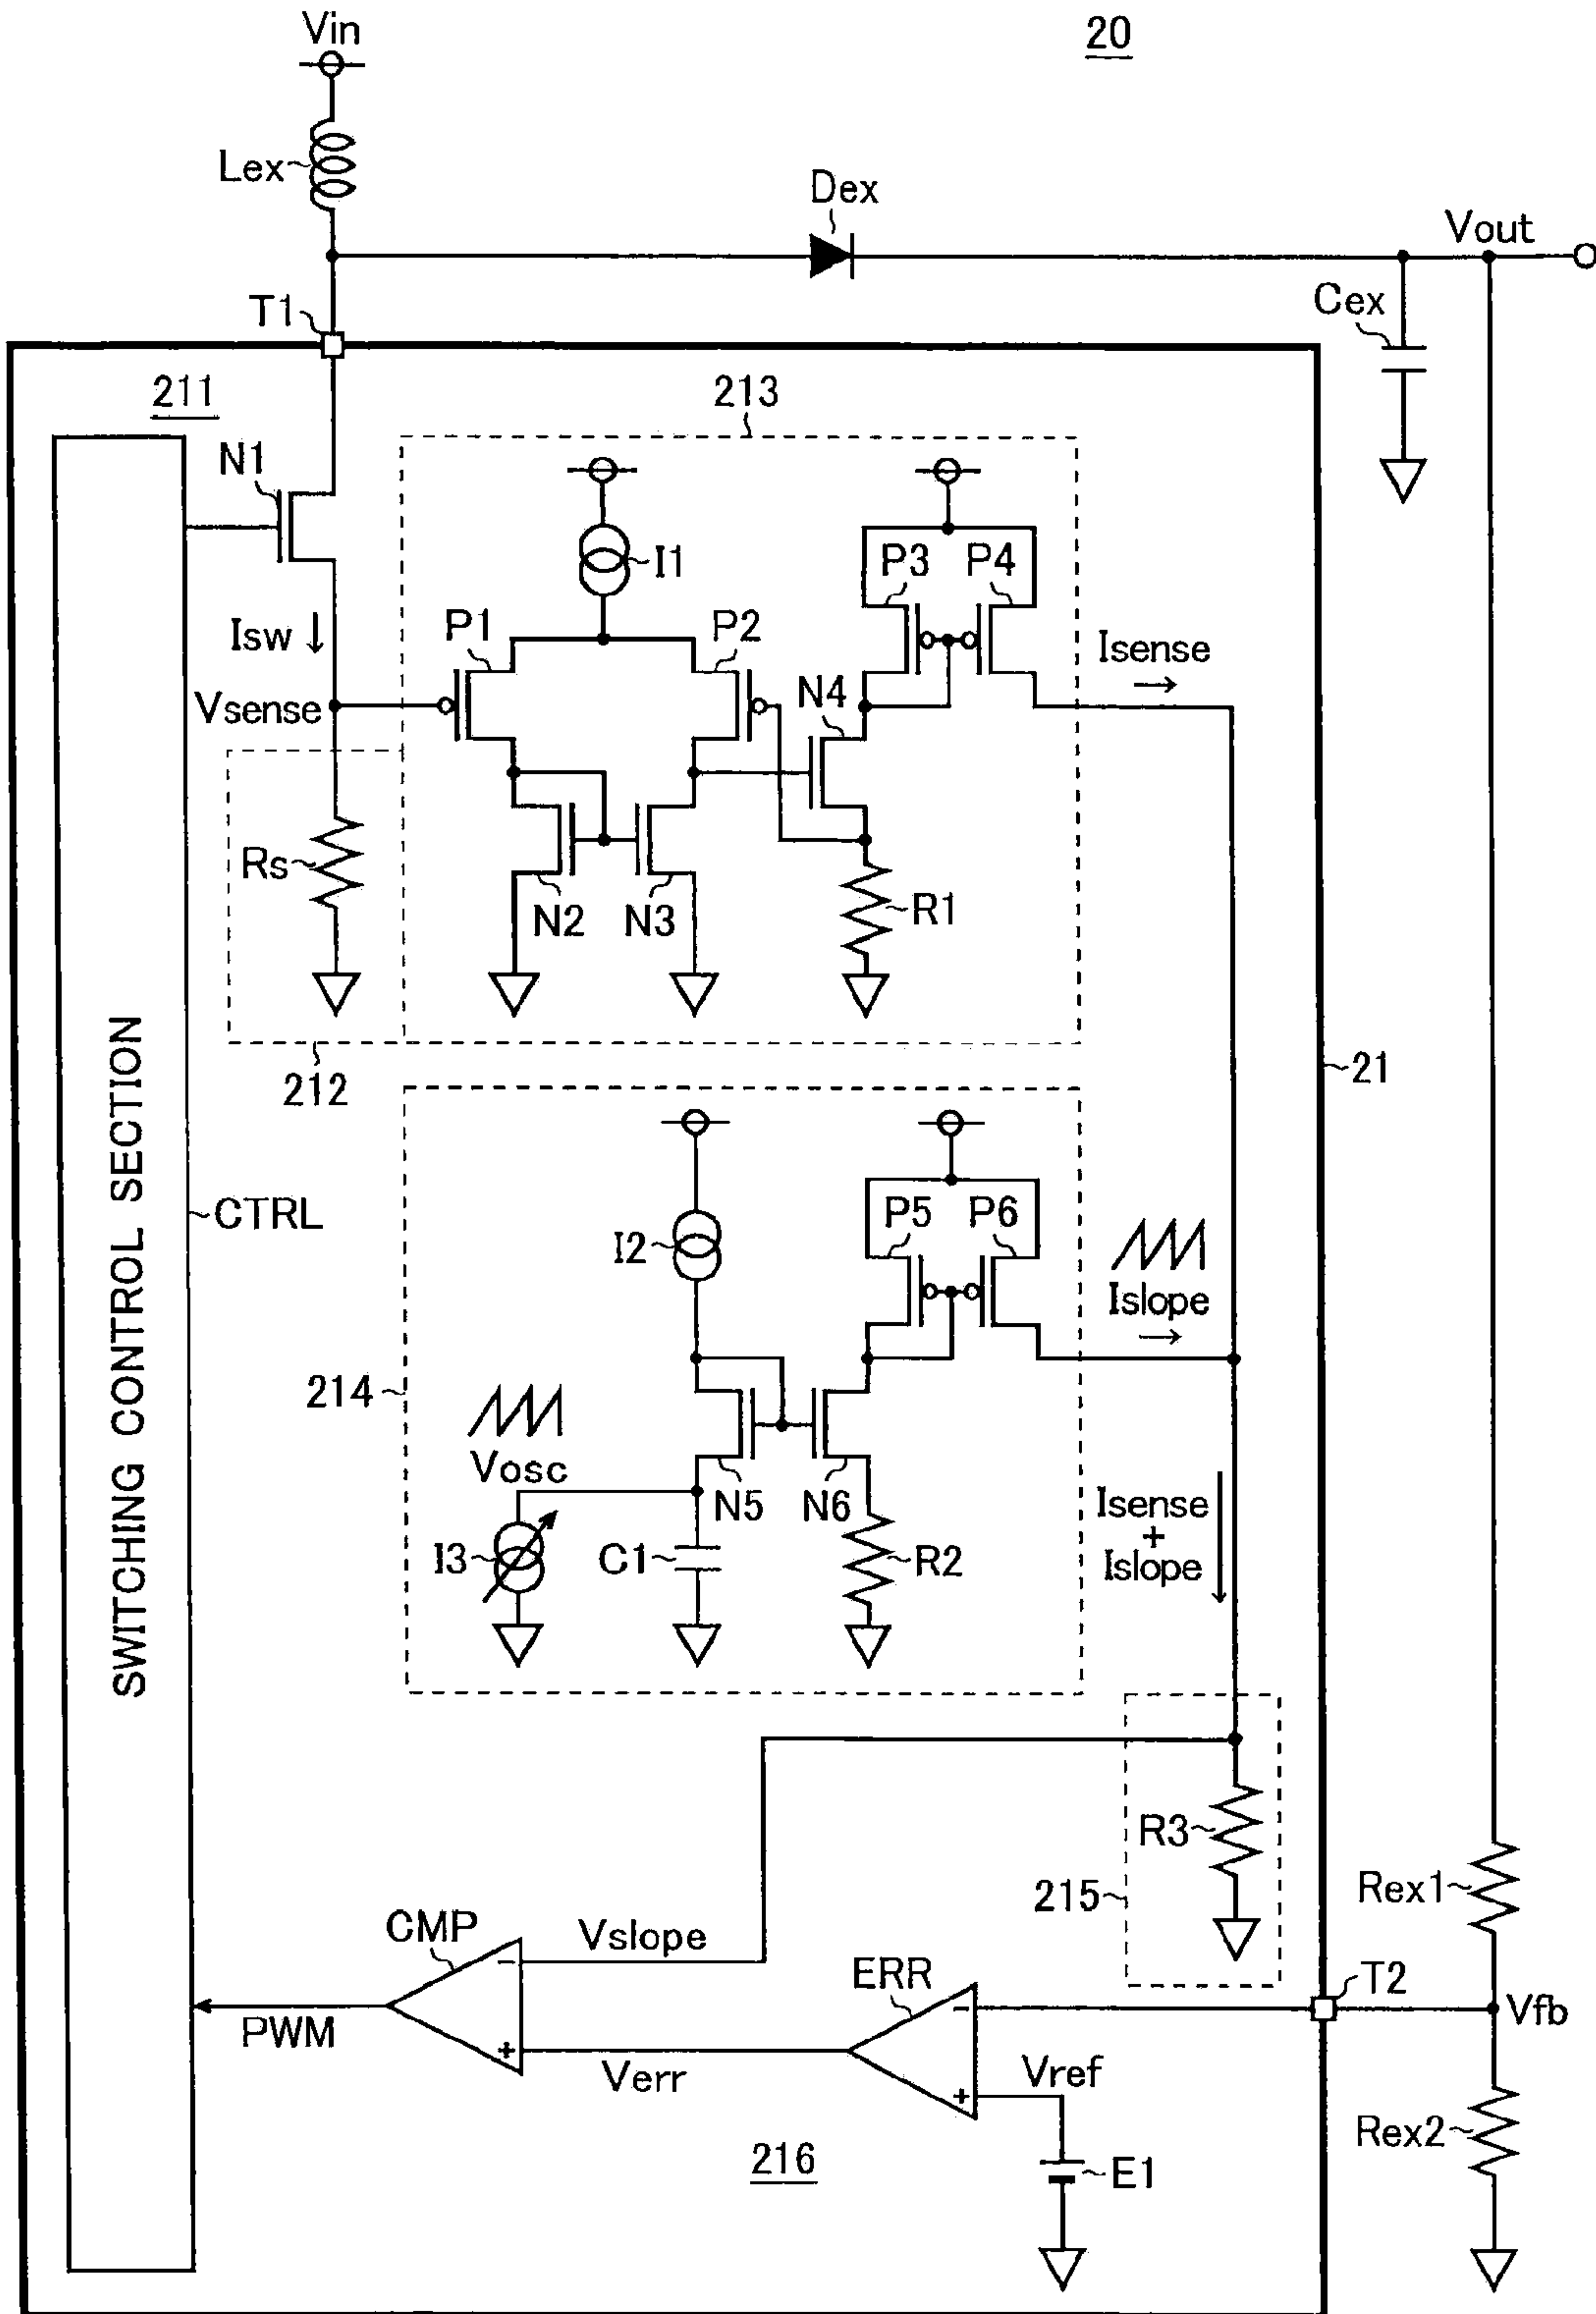 20
Vin
Lex
Dex
Vout
Cex
T1
211
213
N1
I1
P3
P4
P1
P2
Isw
Isense
N4
Vsense
Rs
N2
N3
R1
212
21
SWITCHING CONTROL SECTION
CTRL
I2
P5
P6
Islope
214
Vosc
N5
N6
Isense
+
Islope
I3
C1
R2
R3
215
Rex1
CMP
-
Vslope
ERR
-
T2
Vfb
PWM
+
Verr
+
Vref
Rex2
216
E1